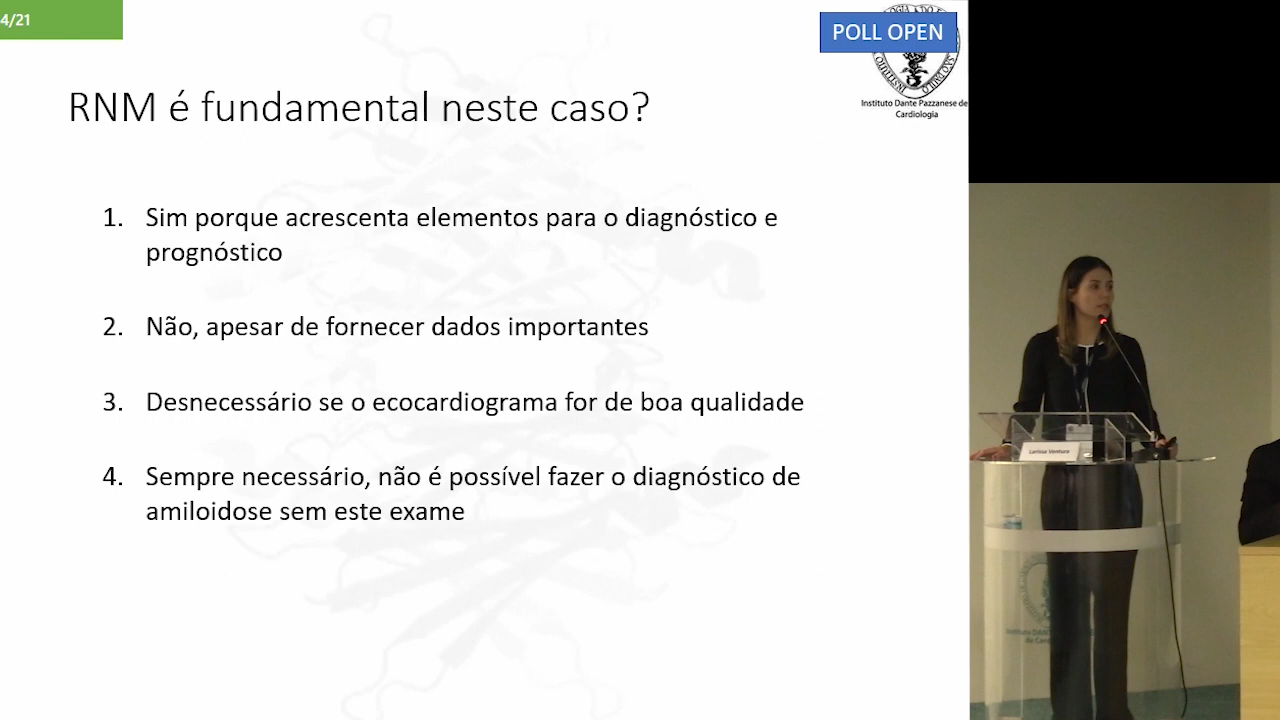 4/21
POLL OPEN
Instituto Dante Pazzanese de
Cardiologia
RNM é fundamental neste caso?
1. Sim porque acrescenta elementos para o diagnóstico e
prognóstico
2. Não, apesar de fornecer dados importantes
3. Desnecessário se o ecocardiograma for de boa qualidade
4. Sempre necessário, não é possível fazer o diagnóstico de
amiloidose sem este exame
Larissa Ventura